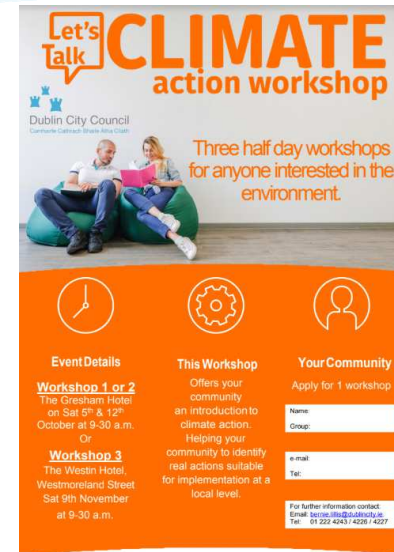 Let's
Talk
CLIMATE
action workshop
Dublin City Council
Comhairle Cathrach Bhaile Átha Cliath
Three half day workshops
for anyone interested in the
environment.
Event Details
Workshop 1 or 2
The Gresham Hotel
on Sat 5th & 12th
October at 9-30 a.m.
Or
Workshop 3
The Westin Hotel,
Westmoreland Street
Sat 9th November
at 9-30 a.m.
This Workshop
Offers your
community
an introduction to
climate action.
Helping your
community to identify
real actions suitable
for implementation at a
local level.
Your Community
Apply for 1 workshop
Name:
Group:
e-mail:
Tel:
For further information contact:
Email: bernie.lillis@dublincity.ie
Tel: 01 222 4243 / 4226 / 4227